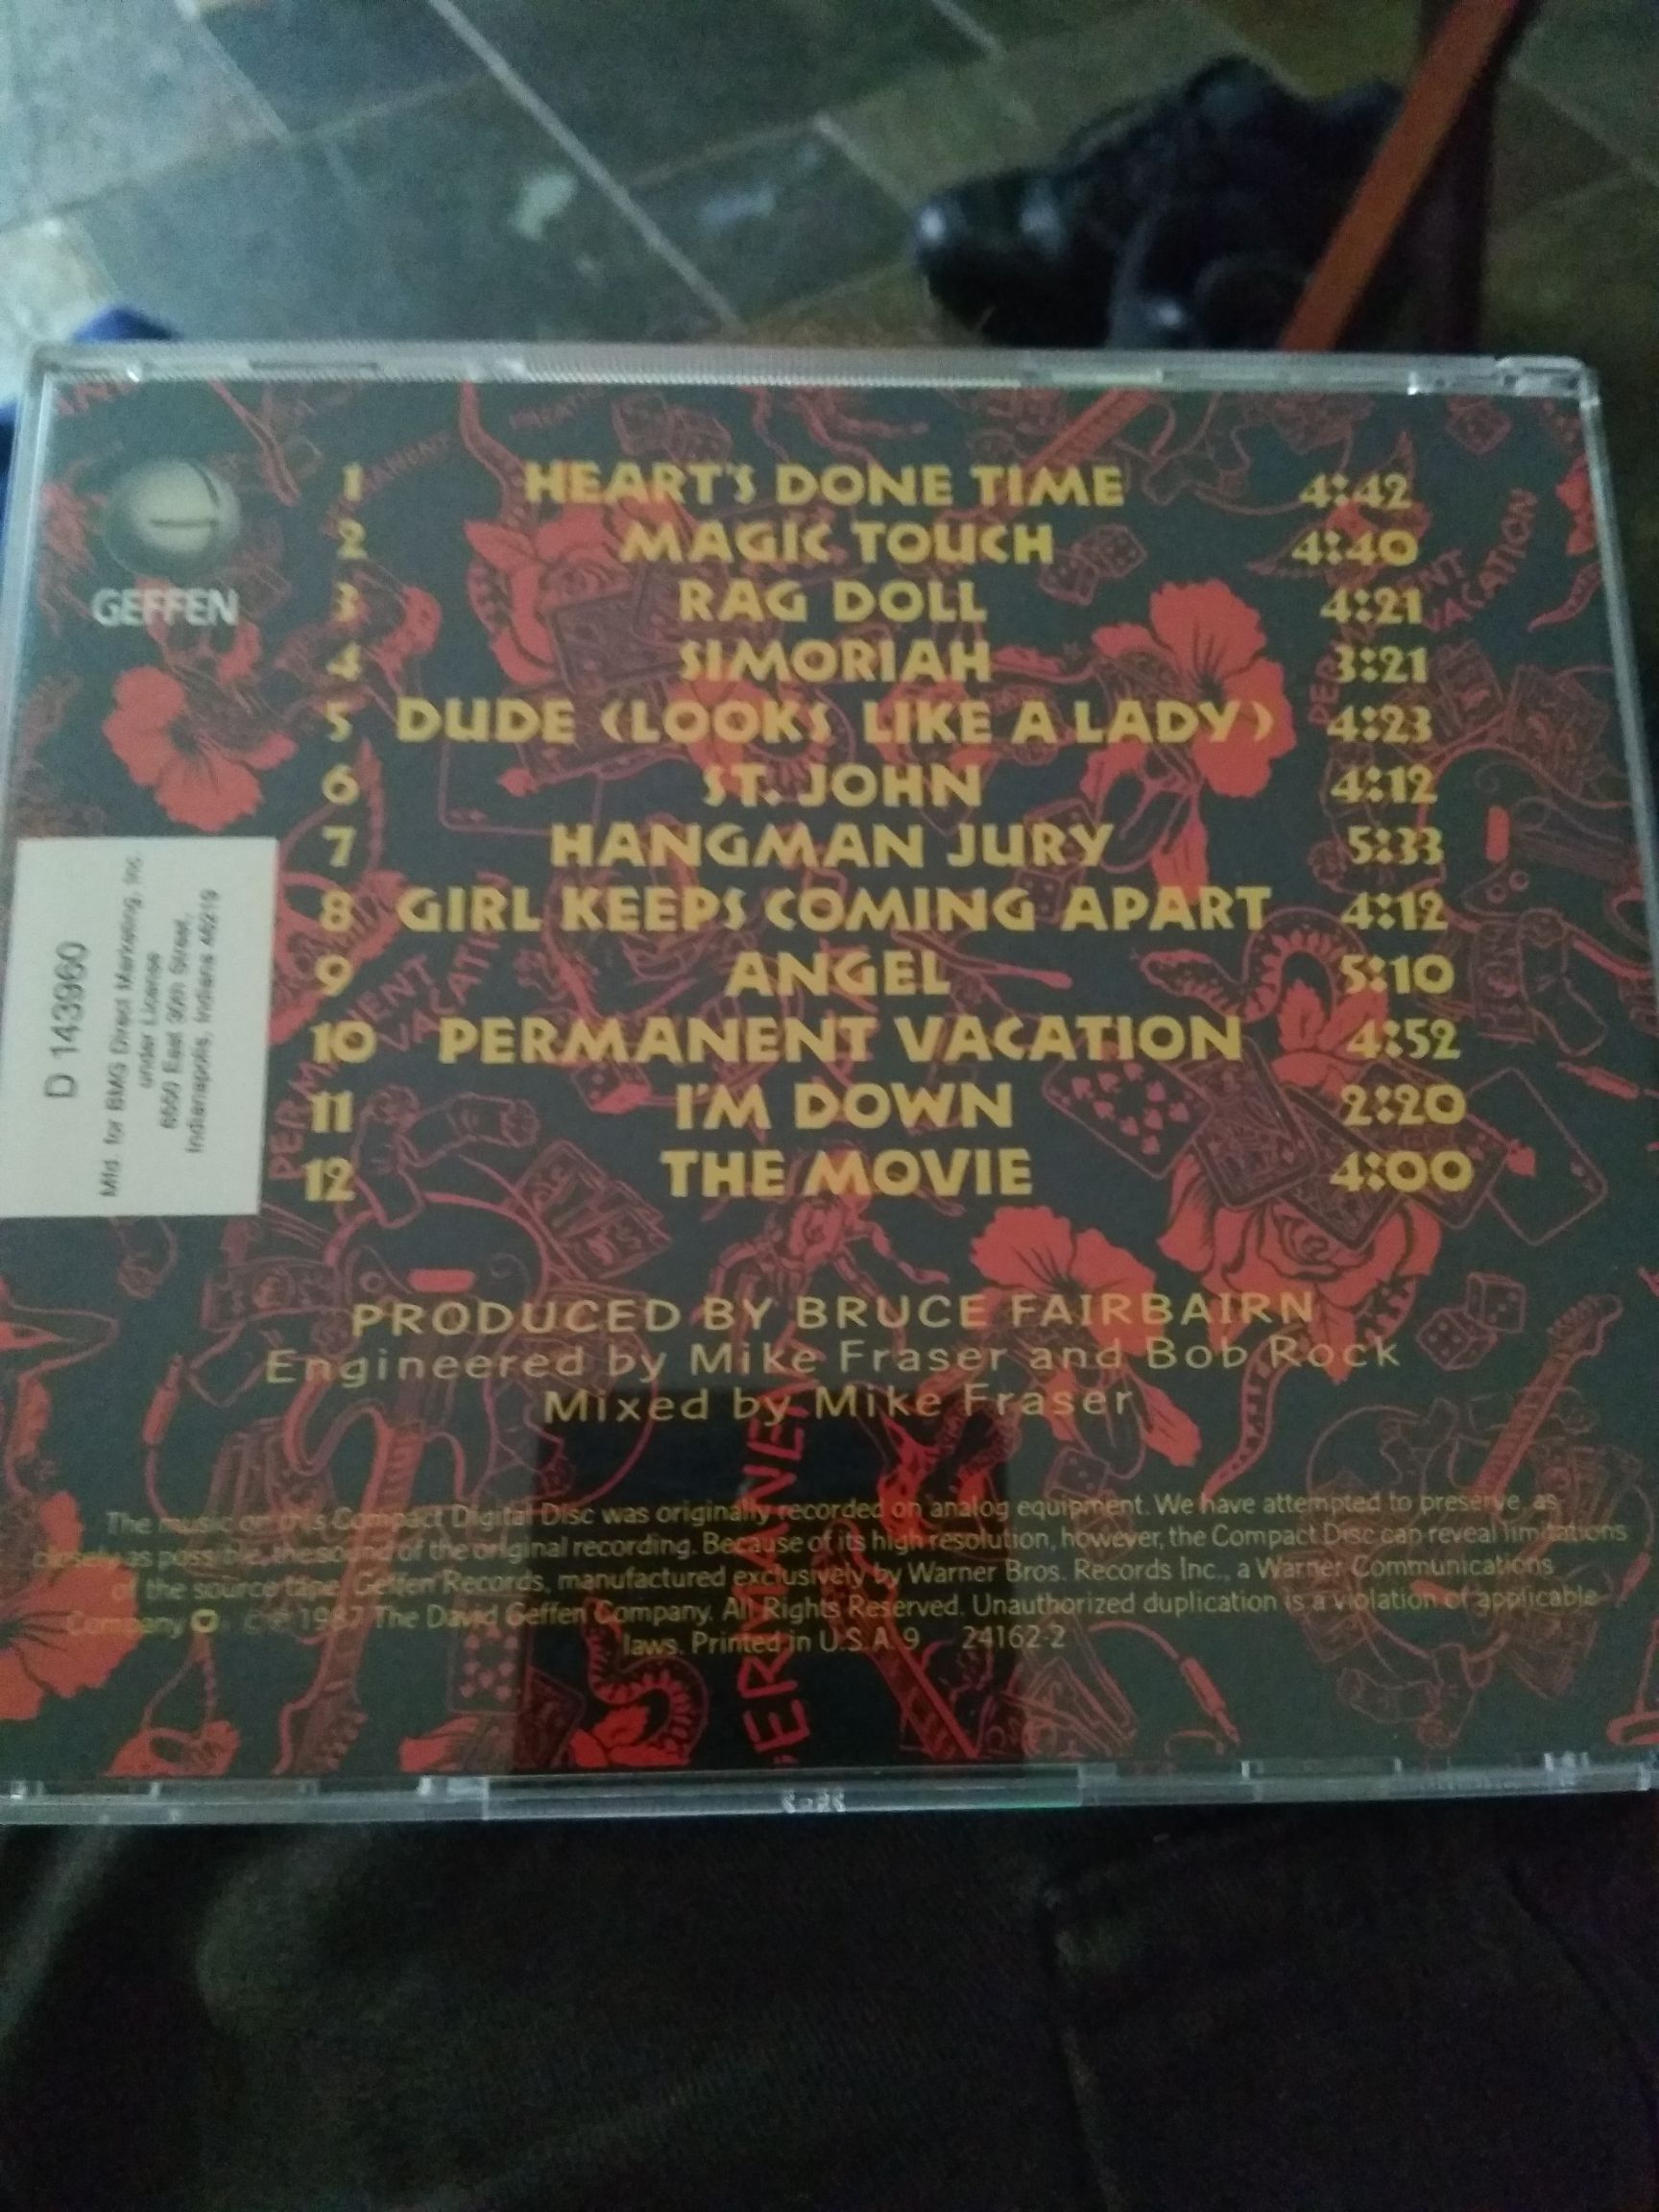 GEFFEN
1 HEART'S DONE TIME 4:42
2 MAGIC TOUCH 4:40
3 RAG DOLL 4:21
4 SIMORIAH 3:21
5 DUDE (LOOKS LIKE A LADY) 4:23
6 ST. JOHN 4:12
7 HANGMAN JURY 5:33
8 GIRL KEEPS COMING APART 4:12
9 ANGEL 5:10
10 PERMANENT VACATION 4:52
11 I'M DOWN 2:20
12 THE MOVIE 4:00
D 143960
Mfd. for BMG Direct Marketing, Inc.
under License
6550 East 30th Street,
Indianapolis, Indiana 46219
PERMANENT
VACATION
PRODUCED BY BRUCE FAIRBAIRN
Engineered by Mike Fraser and Bob Rock
Mixed by Mike Fraser
The music on this Compact Digital Disc was originally recorded on analog equipment. We have attempted to preserve, as
closely as possible, the sound of the original recording. Because of its high resolution, however, the Compact Disc can reveal limitations
of the source tape. Geffen Records, manufactured exclusively by Warner Bros. Records Inc., a Warner Communications
Company. © ℗ 1987 The David Geffen Company. All Rights Reserved. Unauthorized duplication is a violation of applicable
laws. Printed in U.S.A. 9 24162-2